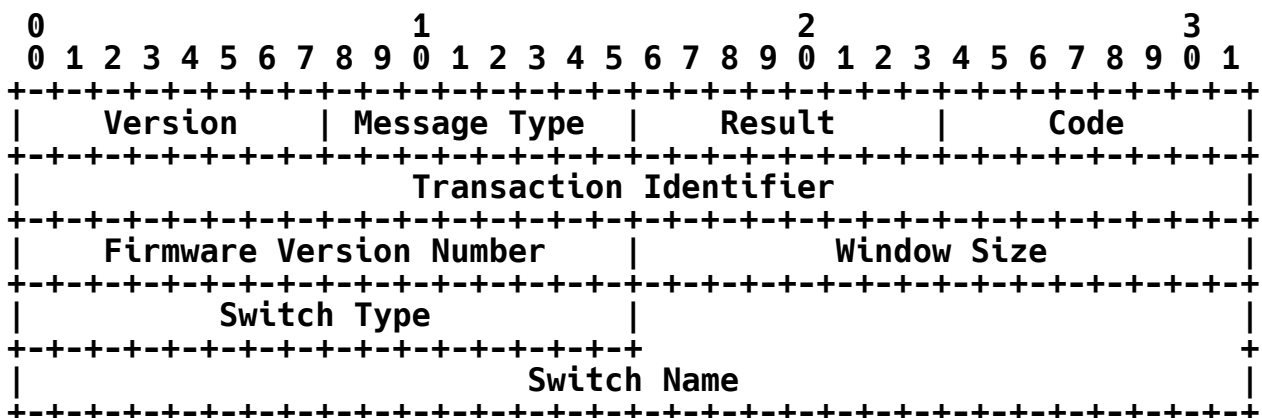 0                   1                   2                   3
 0 1 2 3 4 5 6 7 8 9 0 1 2 3 4 5 6 7 8 9 0 1 2 3 4 5 6 7 8 9 0 1
+-+-+-+-+-+-+-+-+-+-+-+-+-+-+-+-+-+-+-+-+-+-+-+-+-+-+-+-+-+-+-+-+
|    Version    | Message Type  |    Result     |     Code      |
+-+-+-+-+-+-+-+-+-+-+-+-+-+-+-+-+-+-+-+-+-+-+-+-+-+-+-+-+-+-+-+-+
|                    Transaction Identifier                     |
+-+-+-+-+-+-+-+-+-+-+-+-+-+-+-+-+-+-+-+-+-+-+-+-+-+-+-+-+-+-+-+-+
|    Firmware Version Number    |          Window Size          |
+-+-+-+-+-+-+-+-+-+-+-+-+-+-+-+-+-+-+-+-+-+-+-+-+-+-+-+-+-+-+-+-+
|          Switch Type          |                               |
+-+-+-+-+-+-+-+-+-+-+-+-+-+-+-+-+                               +
|                          Switch Name                          |
+-+-+-+-+-+-+-+-+-+-+-+-+-+-+-+-+-+-+-+-+-+-+-+-+-+-+-+-+-+-+-+-+